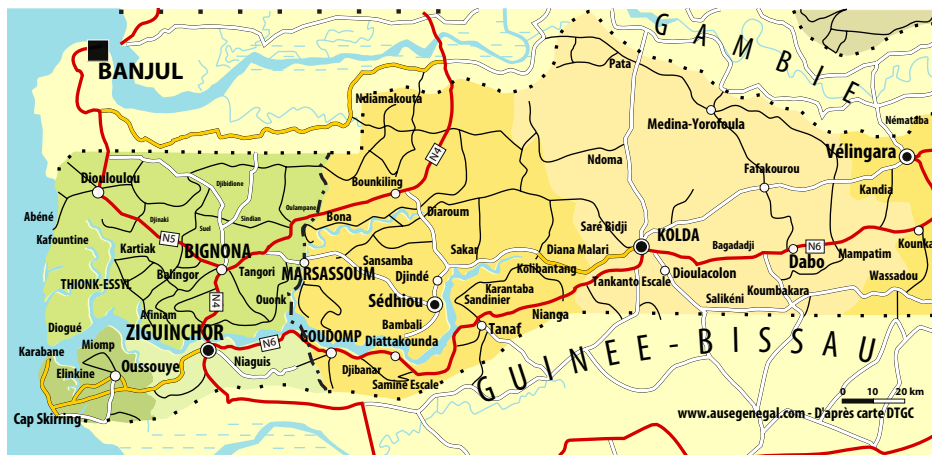 GAMBIE
BANJUL
Pata
Ndiamakouta
Medina-Yorofoula
Némataba
Vélingara
Diouloulou
Djibidione
Ndoma
Fafakourou
Bounkiling
Kandia
Oulampane
Abéné
Djinaki
Sindian
Bona
Diaroum
N4
Suel
Saré Bidji
KOLDA
Kafountine
N5
Kartiak
BIGNONA
Sakar
Diana Malari
Bagadadji
N6
Kounka
Sansamba
Mampatim
Dabo
Balingor
Tangori
MARSASSOUM
Djindé
Kolibantang
Dioulacolon
Wassadou
THIONK-ESSYL
Karantaba
Tankanto Escale
Koumbakara
N4
Ouonk
Sédhiou
Sandinier
Salikéni
Afiniam
Nianga
Diogué
ZIGUINCHOR
Bambali
Tanaf
Miomp
N6
GOUDOMP
Diattakounda
Karabane
Oussouye
Niaguis
Elinkine
Djibanar
Samine Escale
GUINEE-BISSAU
Cap Skirring
0 10 20 km
www.ausegenegal.com - D'après carte DTGC